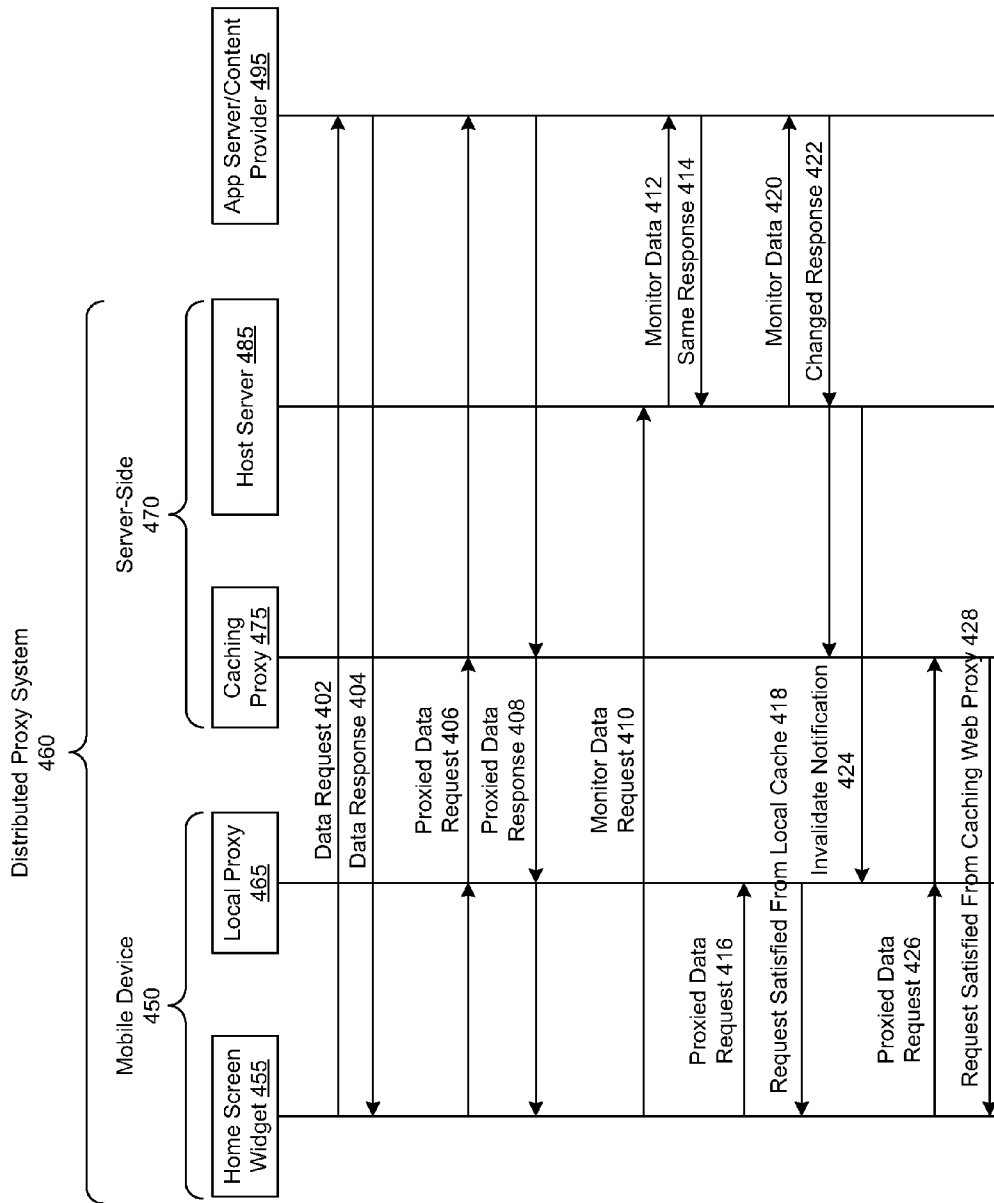 Distributed Proxy System
460
Mobile Device
450
Server-Side
470
Home Screen
Widget 455
Local Proxy
465
Caching
Proxy 475
Host Server 485
App Server/Content
Provider 495
Data Request 402
Data Response 404
Proxied Data
Request 406
Proxied Data
Response 408
Monitor Data
Request 410
Monitor Data 412
Same Response 414
Proxied Data
Request 416
Request Satisfied From Local Cache 418
Monitor Data 420
Changed Response 422
Invalidate Notification
424
Proxied Data
Request 426
Request Satisfied From Caching Web Proxy 428